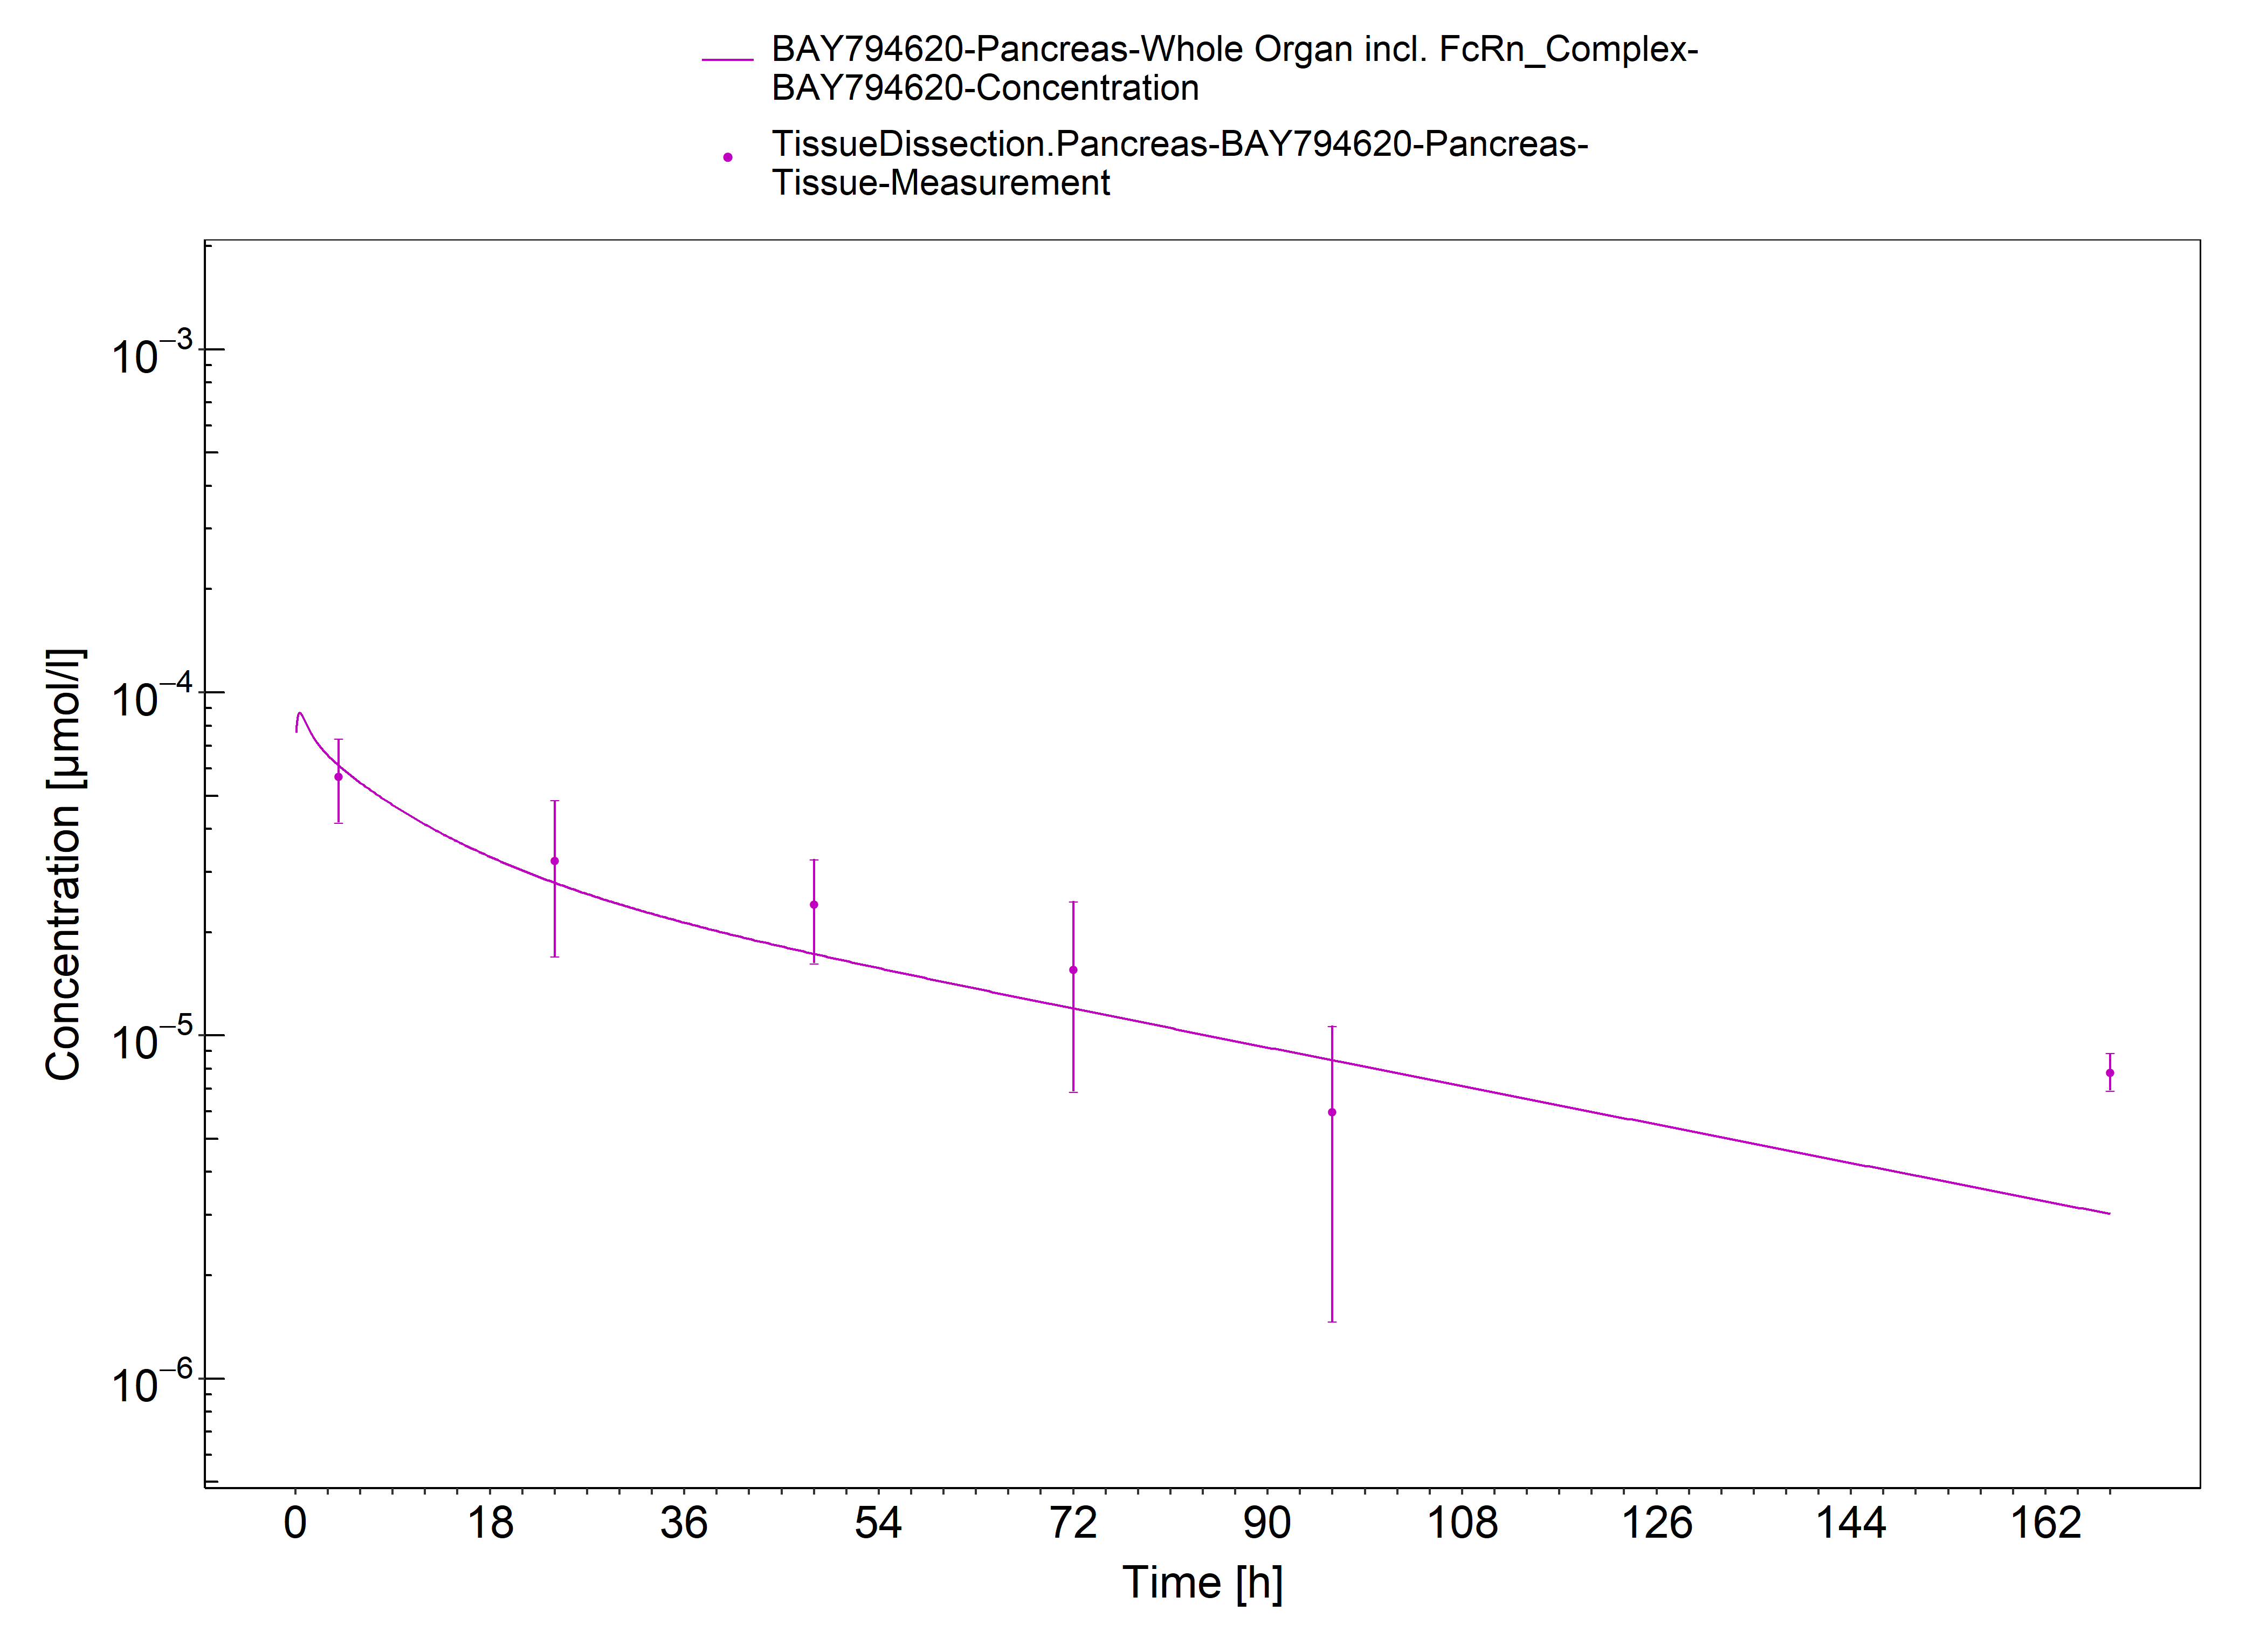 BAY794620-Pancreas-Whole Organ incl. FcRn_Complex-
BAY794620-Concentration
TissueDissection.Pancreas-BAY794620-Pancreas-
Tissue-Measurement
Concentration [µmol/l]
10⁻³
10⁻⁴
10⁻⁵
10⁻⁶
0 18 36 54 72 90 108 126 144 162
Time [h]